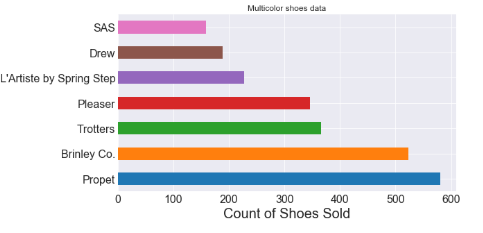 Multicolor shoes data
SAS
Drew
L'Artiste by Spring Step
Pleaser
Trotters
Brinley Co.
Propet
0 100 200 300 400 500 600
Count of Shoes Sold